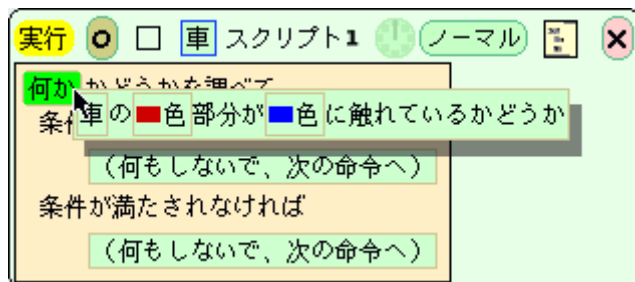 実行 車 スクリプト1 ノーマル
何か かどうかを調べて
車の 色部分が 色に触れているかどうか
条件
(何もしないで、次の命令へ)
条件が満たされなければ
(何もしないで、次の命令へ)